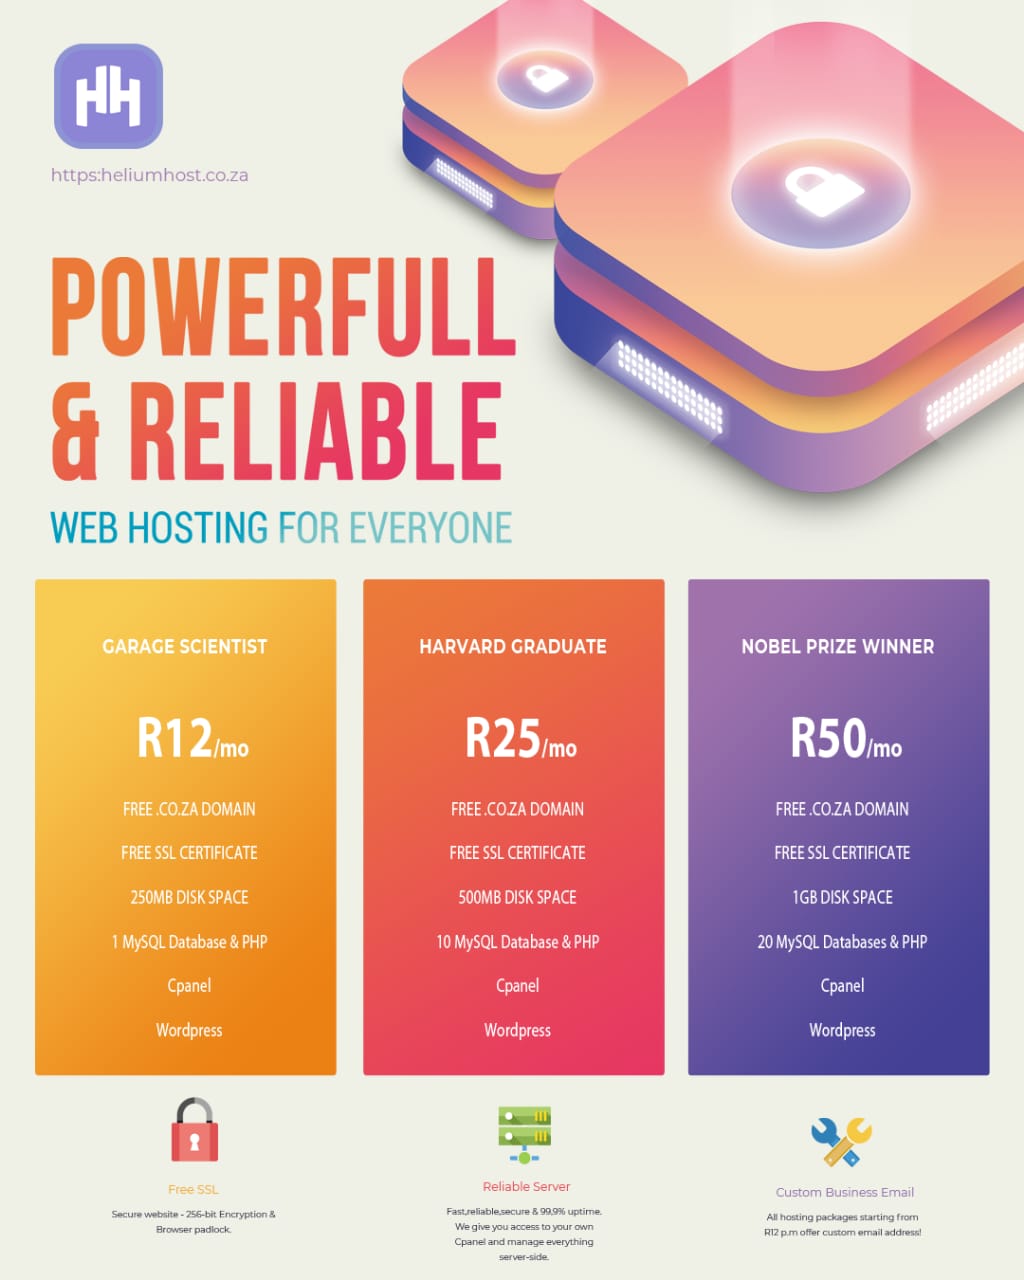 HH
https:heliumhost.co.za
POWERFULL
& RELIABLE
WEB HOSTING FOR EVERYONE
GARAGE SCIENTIST
R12/mo
FREE .CO.ZA DOMAIN
FREE SSL CERTIFICATE
250MB DISK SPACE
1 MySQL Database & PHP
Cpanel
Wordpress
HARVARD GRADUATE
R25/mo
FREE .CO.ZA DOMAIN
FREE SSL CERTIFICATE
500MB DISK SPACE
10 MySQL Database & PHP
Cpanel
Wordpress
NOBEL PRIZE WINNER
R50/mo
FREE .CO.ZA DOMAIN
FREE SSL CERTIFICATE
1GB DISK SPACE
20 MySQL Databases & PHP
Cpanel
Wordpress
Free SSL
Secure website - 256-bit Encryption &
Browser padlock.
Reliable Server
Fast,reliable,secure & 99,9% uptime.
We give you access to your own
Cpanel and manage everything
server-side.
Custom Business Email
All hosting packages starting from
R12 p.m offer custom email address!